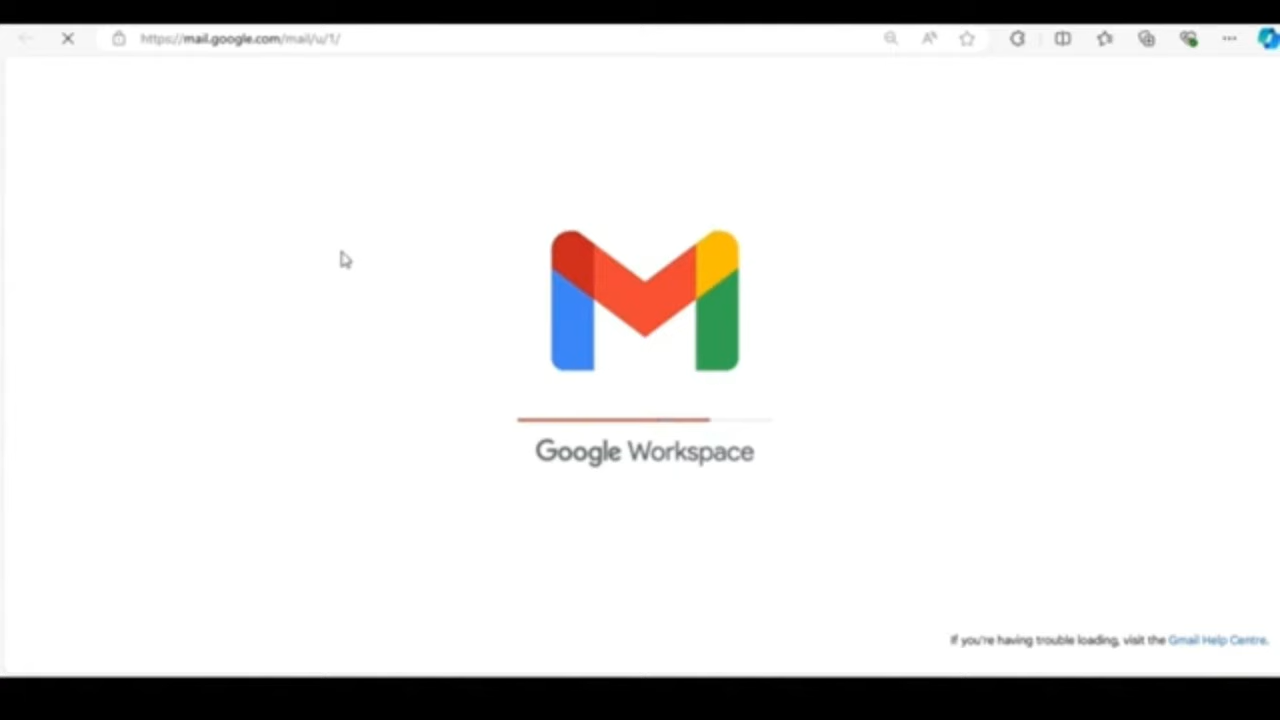 https://mail.google.com/mail/u/1/
Google Workspace
If you're having trouble loading, visit the Gmail Help Centre.